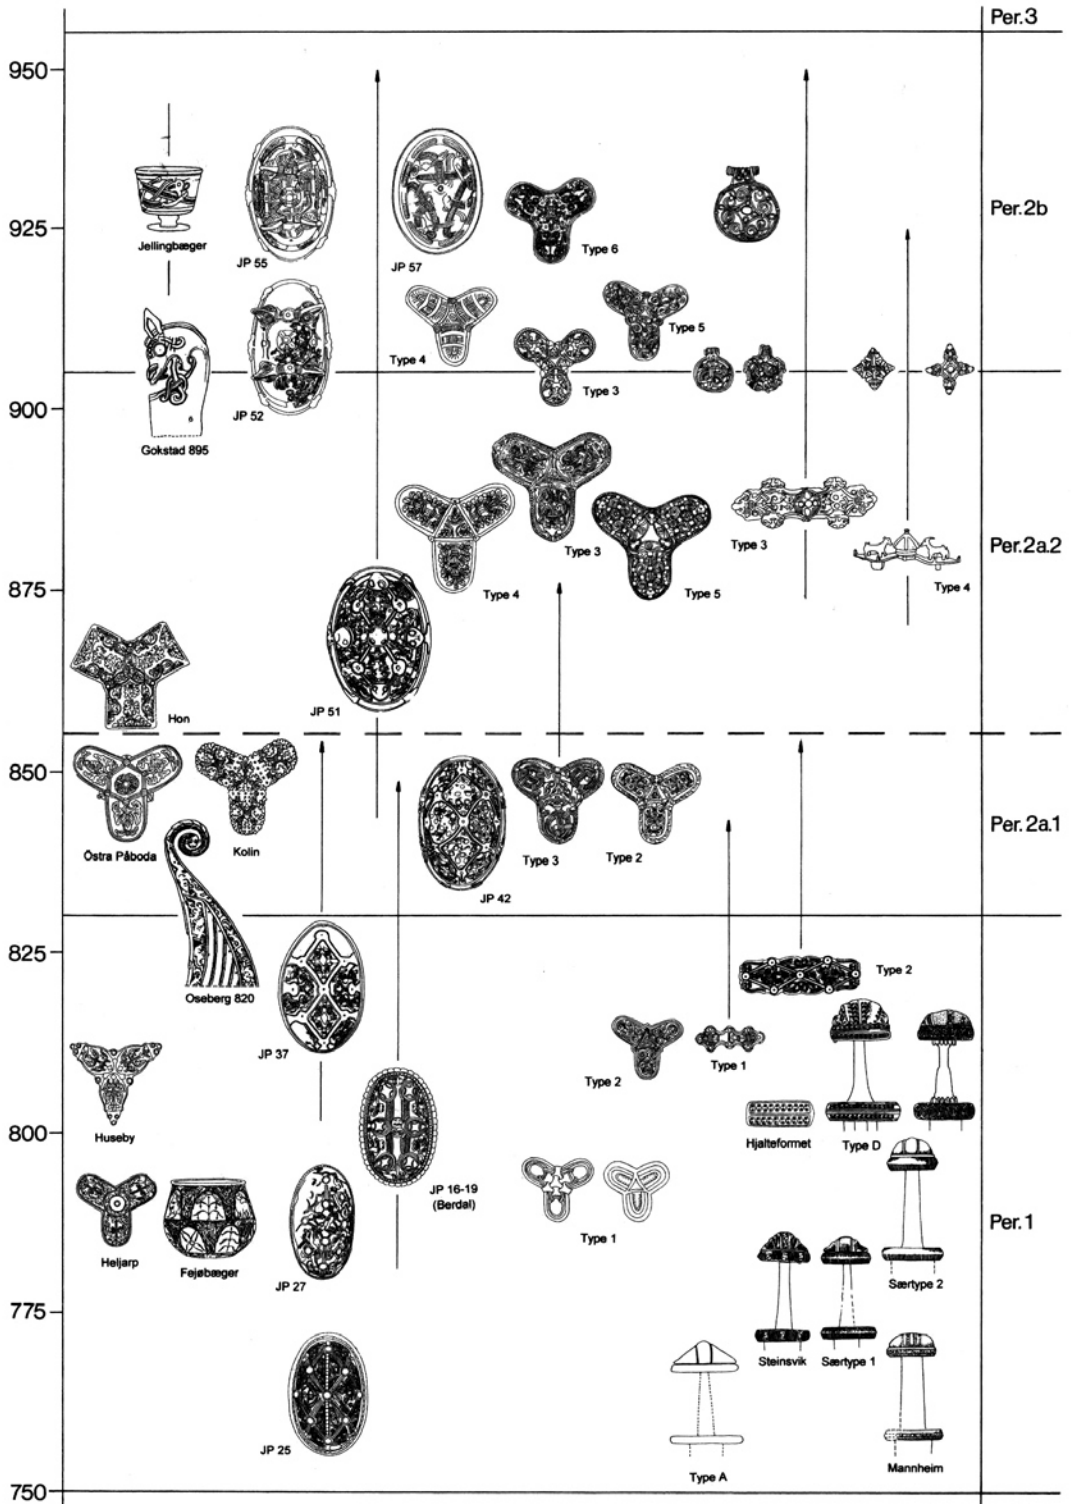 Per.3
950
925
Per.2b
Jellingbæger
JP 55
JP 57
Type 6
Type 4
Type 5
Type 3
900
JP 52
Gokstad 895
Type 3
Type 3
Per.2a.2
875
Type 4
Type 5
Type 4
Hon
JP 51
850
Östra Påboda
Kolin
Type 3
Type 2
Per.2a.1
JP 42
825
Oseberg 820
Type 2
JP 37
Type 2
Type 1
Huseby
800
Hjalteformet
Type D
JP 16-19
(Berdal)
Type 1
Per.1
Heljarp
Fejøbæger
JP 27
Særtype 2
775
Steinsvik
Særtype 1
JP 25
Type A
Mannheim
750